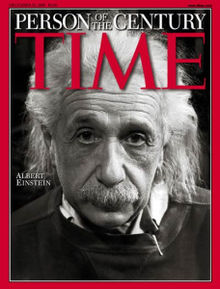 PERSON OF THE CENTURY
TIME
ALBERT
EINSTEIN